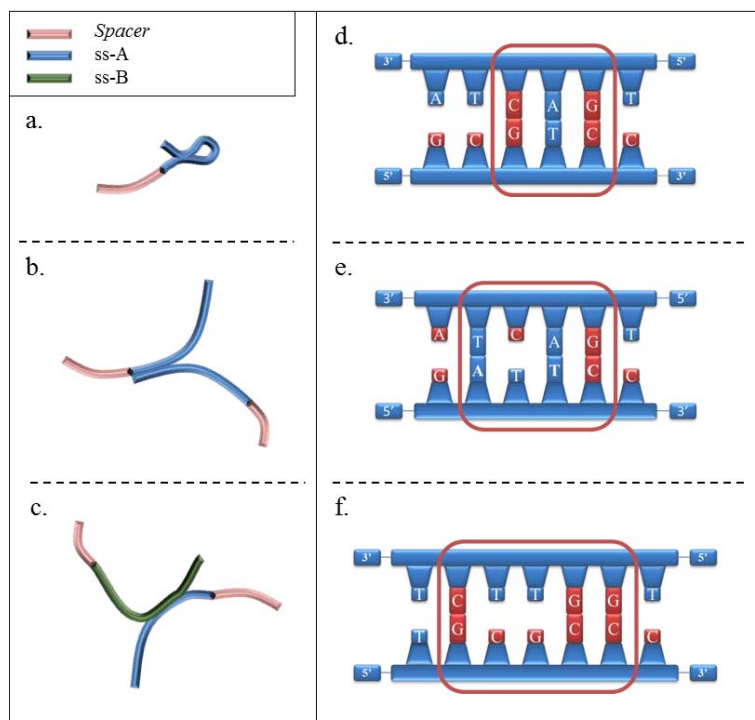 Spacer
ss-A
ss-B
a.
b.
c.
d.
3' 5'
A T C A G T
G C G T C C
5' 3'
e.
3' 5'
A T C A G T
G A T T C C
5' 3'
f.
3' 5'
T C T T G G T
T G C G C C C
5' 3'